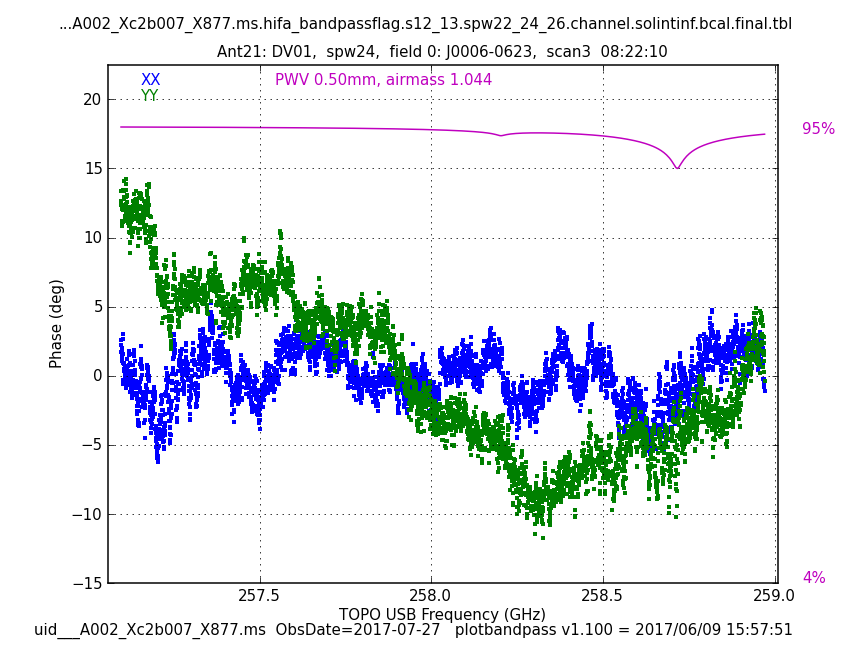 ...A002_Xc2b007_X877.ms.hifa_bandpassflag.s12_13.spw22_24_26.channel.solintinf.bcal.final.tbl
Ant21: DV01,  spw24,  field 0: J0006-0623,  scan3  08:22:10
XX
PWV 0.50mm, airmass 1.044
YY
20
95%
15
10
5
0
−5
−10
−15
4%
Phase (deg)
257.5
258.0
258.5
259.0
TOPO USB Frequency (GHz)
uid___A002_Xc2b007_X877.ms  ObsDate=2017-07-27   plotbandpass v1.100 = 2017/06/09 15:57:51